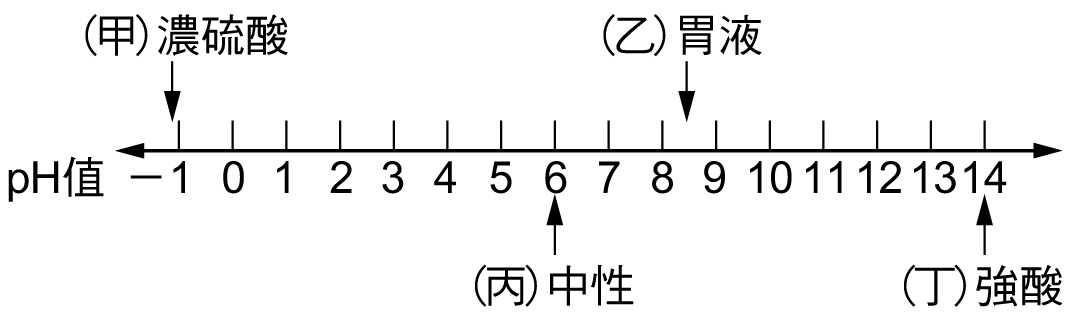 (甲)濃硫酸 (乙)胃液
pH值 －1 0 1 2 3 4 5 6 7 8 9 10 11 12 13 14
(丙)中性 (丁)強酸